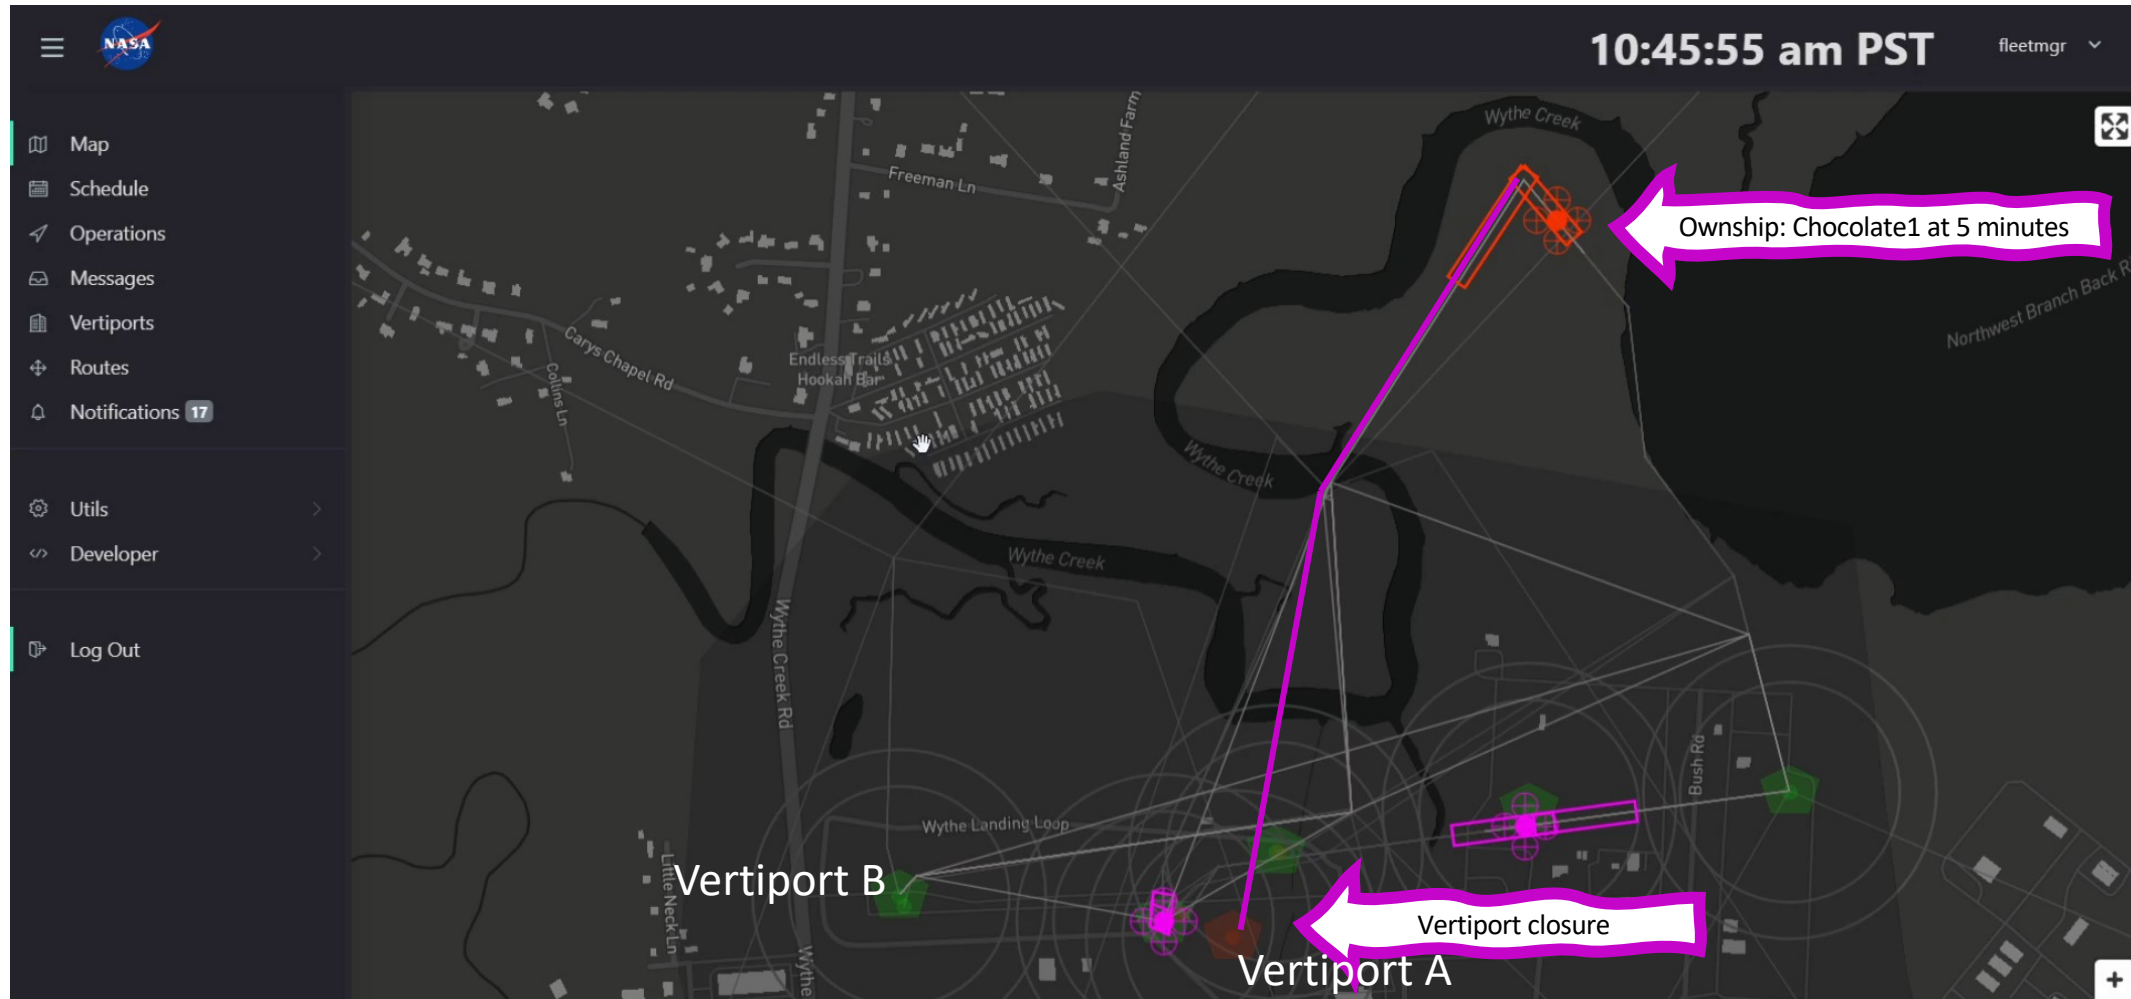 NASA
10:45:55 am PST
fleetmgr
Map
Schedule
Operations
Messages
Vertiports
Routes
Notifications 17
Utils
Developer
Log Out
Ashland Farm
Freeman Ln
Wythe Creek
Ownship: Chocolate1 at 5 minutes
Northwest Branch Back R
Carys Chapel Rd
Collins Ln
Endless Trails
Hookah Bar
Wythe Creek
Wythe Creek
Wythe Creek Rd
Bush Rd
Wythe Landing Loop
Little Neck Ln
Vertiport B
Vertiport closure
Vertiport A
Wythe